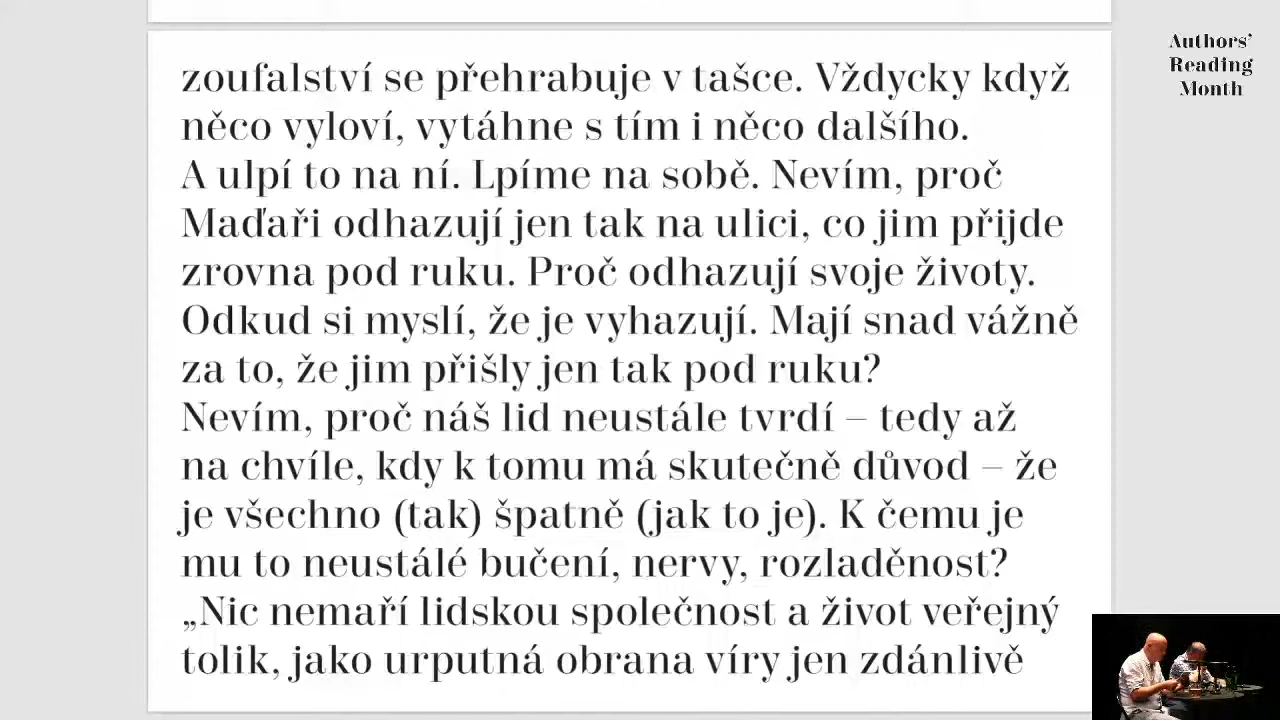 zoufalství se přehrabuje v tašce. Vždycky když
něco vyloví, vytáhne s tím i něco dalšího.
A ulpí to na ní. Lpíme na sobě. Nevím, proč
Maďaři odhazují jen tak na ulici, co jim přijde
zrovna pod ruku. Proč odhazují svoje životy.
Odkud si myslí, že je vyhazují. Mají snad vážně
za to, že jim přišly jen tak pod ruku?
Nevím, proč náš lid neustále tvrdí – tedy až
na chvíle, kdy k tomu má skutečně důvod – že
je všechno (tak) špatně (jak to je). K čemu je
mu to neustálé bučení, nervy, rozladěnost?
„Nic nemaří lidskou společnost a život veřejný
tolik, jako urputná obrana víry jen zdánlivě
Authors’
Reading
Month